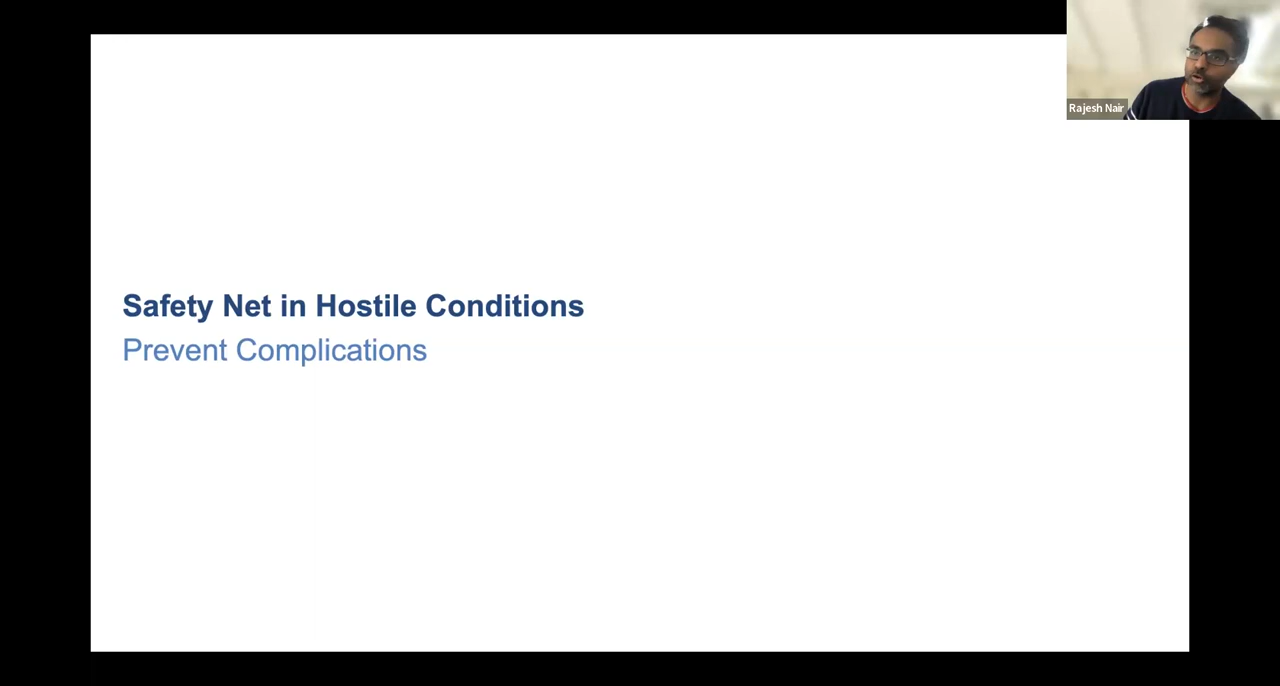 Rajesh Nair
Safety Net in Hostile Conditions
Prevent Complications